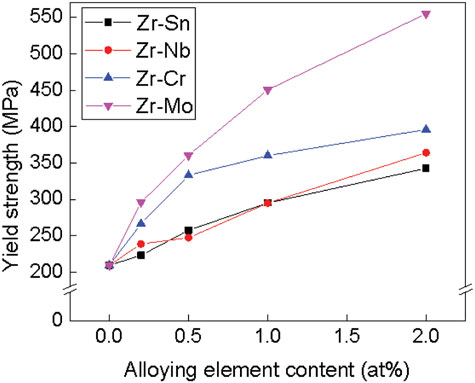 Zr-Sn
Zr-Nb
Zr-Cr
Zr-Mo
Yield strength (MPa)
550
500
450
400
350
300
250
200
0
0.0 0.5 1.0 1.5 2.0
Alloying element content (at%)